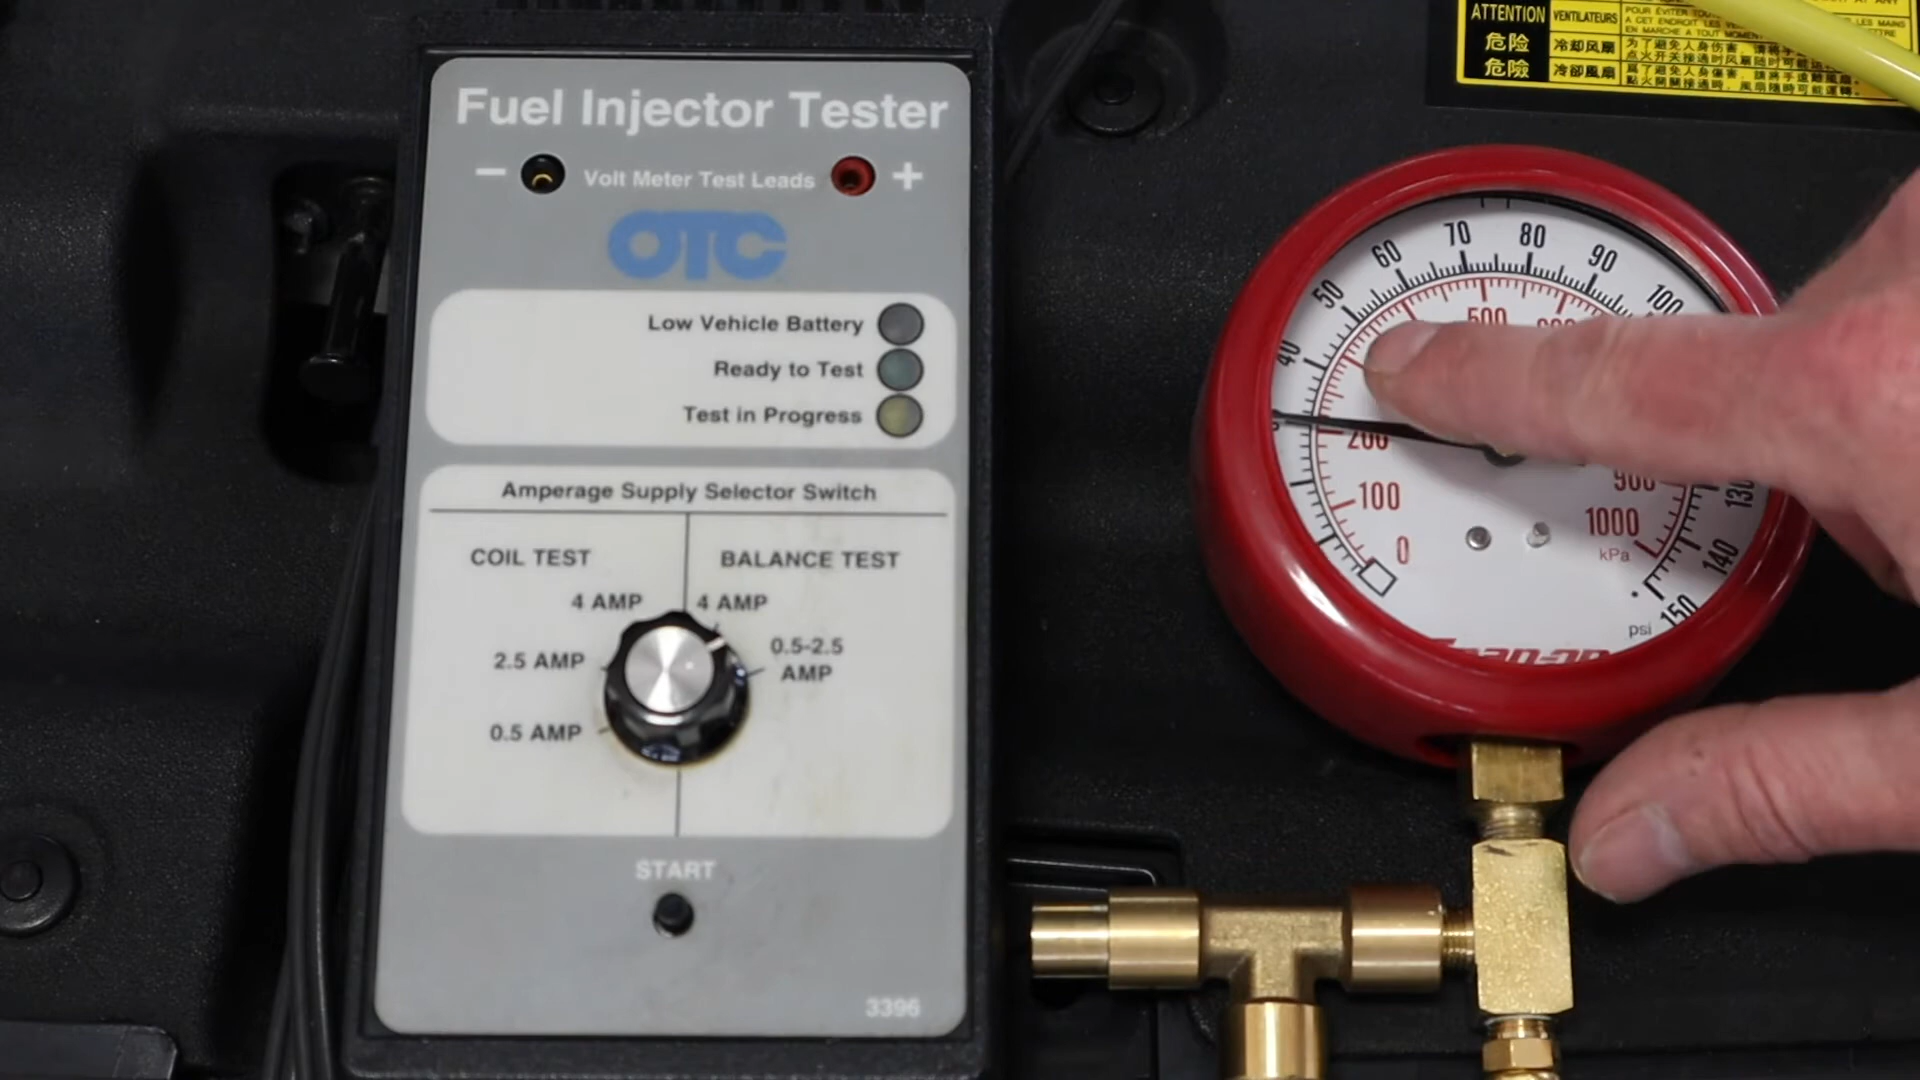 Fuel Injector Tester
− Volt Meter Test Leads +
OTC
Low Vehicle Battery
Ready to Test
Test in Progress
Amperage Supply Selector Switch
COIL TEST
BALANCE TEST
4 AMP
4 AMP
2.5 AMP
0.5-2.5
AMP
0.5 AMP
START
3396
ATTENTION
VENTILATEURS
危险
冷却风扇
危險
冷卻風扇
40
50
60
70
80
90
100
130
140
150
psi
0
100
200
500
900
1000
kPa